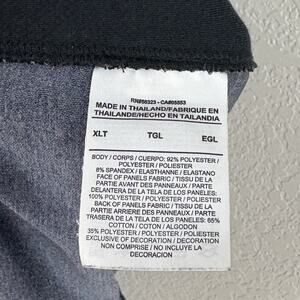 RN#56323 - CA#05553
MADE IN THAILAND/FABRIQUE EN
THAILANDE/HECHO EN TAILANDIA
XLT TGL EGL
BODY / CORPS / CUERPO: 92% POLYESTER /
POLYESTER / POLIESTER
8% SPANDEX / ELASTHANNE / ELASTANO
FACE OF PANELS FABRIC / TISSU DE LA
PARTIE AVANT DES PANNEAUX / PARTE
DELANTERA DE LA TELA DE LOS PANELES:
100% POLYESTER / POLYESTER / POLIESTER
BACK OF PANELS FABRIC / TISSU DE LA
PARTIE ARRIÈRE DES PANNEAUX / PARTE
TRASERA DE LA TELA DE LOS PANELES: 65%
COTTON / COTON / ALGODON
35% POLYESTER / POLYESTER / POLIESTER
EXCLUSIVE OF DECORATION / DECORATION
NON COMPRISE / NO INCLUYE LA
DECORACION